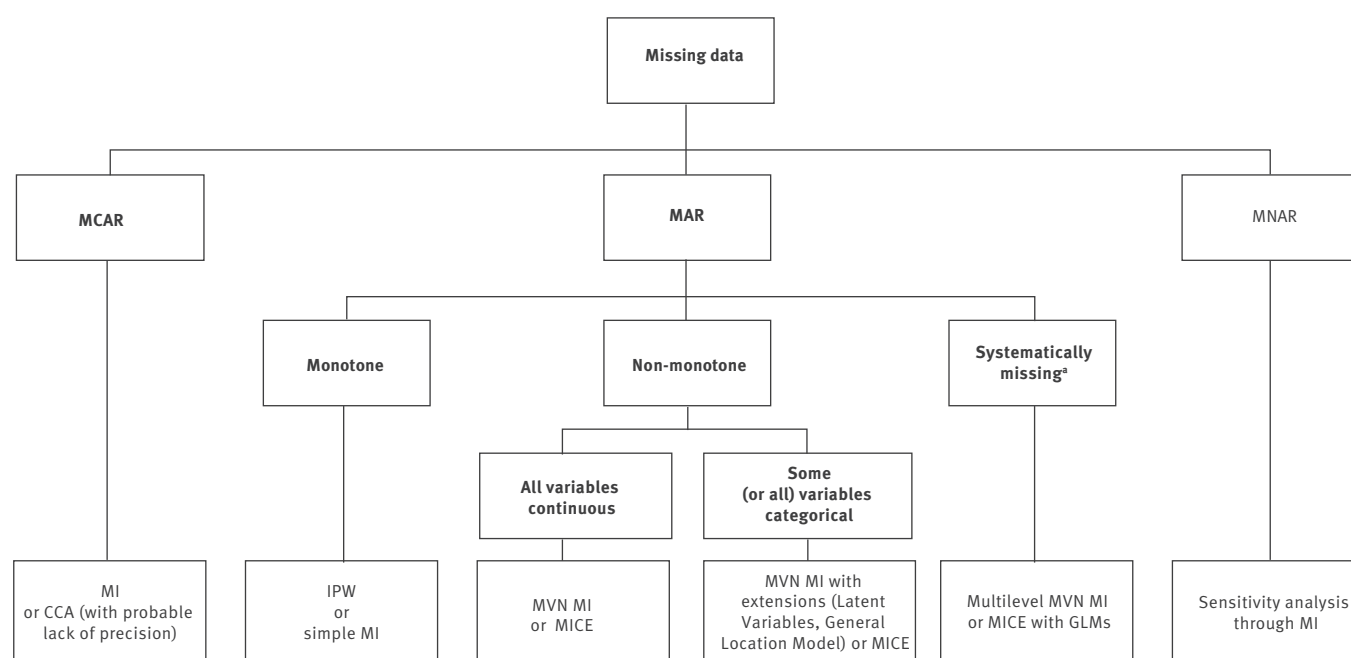 Missing data
MCAR
MAR
MNAR
Monotone
Non-monotone
Systematically
missingᵃ
All variables
continuous
Some
(or all) variables
categorical
MI
or CCA (with probable
lack of precision)
IPW
or
simple MI
MVN MI
or MICE
MVN MI with
extensions (Latent
Variables, General
Location Model) or MICE
Multilevel MVN MI
or MICE with GLMs
Sensitivity analysis
through MI